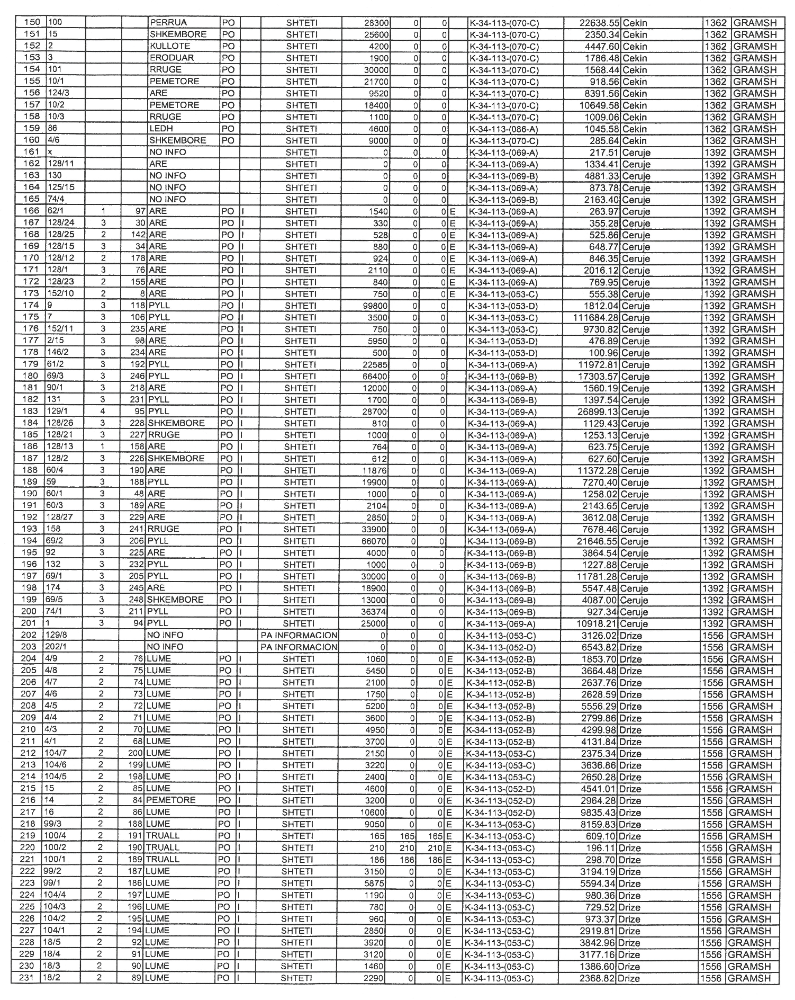 150 100 PERRUA PO SHTETI 28300 0 0 K-34-113-(070-C) 22638.55 Cekin 1362 GRAMSH
151 15 SHKEMBORE PO SHTETI 25600 0 0 K-34-113-(070-C) 2350.34 Cekin 1362 GRAMSH
152 2 KULLOTE PO SHTETI 4200 0 0 K-34-113-(070-C) 4447.60 Cekin 1362 GRAMSH
153 3 ERODUAR PO SHTETI 1900 0 0 K-34-113-(070-C) 1786.48 Cekin 1362 GRAMSH
154 101 RRUGE PO SHTETI 30000 0 0 K-34-113-(070-C) 1568.44 Cekin 1362 GRAMSH
155 10/1 PEMETORE PO SHTETI 21700 0 0 K-34-113-(070-C) 918.56 Cekin 1362 GRAMSH
156 124/3 ARE PO SHTETI 9520 0 0 K-34-113-(070-C) 8391.56 Cekin 1362 GRAMSH
157 10/2 PEMETORE PO SHTETI 18400 0 0 K-34-113-(070-C) 10649.58 Cekin 1362 GRAMSH
158 10/3 RRUGE PO SHTETI 1100 0 0 K-34-113-(070-C) 1009.06 Cekin 1362 GRAMSH
159 86 LEDH PO SHTETI 4600 0 0 K-34-113-(086-A) 1045.58 Cekin 1362 GRAMSH
160 4/6 SHKEMBORE PO SHTETI 9000 0 0 K-34-113-(070-C) 285.64 Cekin 1362 GRAMSH
161 x NO INFO SHTETI 0 0 0 K-34-113-(069-A) 217.51 Ceruje 1392 GRAMSH
162 128/11 ARE SHTETI 0 0 0 K-34-113-(069-A) 1334.41 Ceruje 1392 GRAMSH
163 130 NO INFO SHTETI 0 0 0 K-34-113-(069-B) 4881.33 Ceruje 1392 GRAMSH
164 125/15 NO INFO SHTETI 0 0 0 K-34-113-(069-A) 873.78 Ceruje 1392 GRAMSH
165 74/4 NO INFO SHTETI 0 0 0 K-34-113-(069-B) 2163.40 Ceruje 1392 GRAMSH
166 62/1 1 97 ARE PO I SHTETI 1540 0 0 E K-34-113-(069-A) 263.97 Ceruje 1392 GRAMSH
167 128/24 3 30 ARE PO I SHTETI 330 0 0 E K-34-113-(069-A) 355.28 Ceruje 1392 GRAMSH
168 128/25 2 142 ARE PO I SHTETI 528 0 0 E K-34-113-(069-A) 525.86 Ceruje 1392 GRAMSH
169 128/15 3 34 ARE PO I SHTETI 880 0 0 E K-34-113-(069-A) 648.77 Ceruje 1392 GRAMSH
170 128/12 2 178 ARE PO I SHTETI 924 0 0 E K-34-113-(069-A) 846.35 Ceruje 1392 GRAMSH
171 128/1 3 76 ARE PO I SHTETI 2110 0 0 E K-34-113-(069-A) 2016.12 Ceruje 1392 GRAMSH
172 128/23 2 155 ARE PO I SHTETI 840 0 0 E K-34-113-(069-A) 769.95 Ceruje 1392 GRAMSH
173 152/10 2 8 ARE PO I SHTETI 750 0 0 E K-34-113-(053-C) 555.38 Ceruje 1392 GRAMSH
174 9 3 118 PYLL PO I SHTETI 99800 0 0 K-34-113-(053-D) 1812.04 Ceruje 1392 GRAMSH
175 7 3 106 PYLL PO I SHTETI 3500 0 0 K-34-113-(053-C) 111684.28 Ceruje 1392 GRAMSH
176 152/11 3 235 ARE PO I SHTETI 750 0 0 K-34-113-(053-C) 9730.82 Ceruje 1392 GRAMSH
177 2/15 3 98 ARE PO I SHTETI 5950 0 0 K-34-113-(053-D) 476.89 Ceruje 1392 GRAMSH
178 146/2 3 234 ARE PO I SHTETI 500 0 0 K-34-113-(053-D) 100.96 Ceruje 1392 GRAMSH
179 61/2 3 192 PYLL PO I SHTETI 22585 0 0 K-34-113-(069-A) 11972.81 Ceruje 1392 GRAMSH
180 69/3 3 246 PYLL PO I SHTETI 66400 0 0 K-34-113-(069-B) 17303.57 Ceruje 1392 GRAMSH
181 90/1 3 218 ARE PO I SHTETI 12000 0 0 K-34-113-(069-A) 1560.19 Ceruje 1392 GRAMSH
182 131 3 231 PYLL PO I SHTETI 1700 0 0 K-34-113-(069-B) 1397.54 Ceruje 1392 GRAMSH
183 129/1 4 95 PYLL PO I SHTETI 28700 0 0 K-34-113-(069-A) 26899.13 Ceruje 1392 GRAMSH
184 128/26 3 228 SHKEMBORE PO I SHTETI 810 0 0 K-34-113-(069-A) 1129.43 Ceruje 1392 GRAMSH
185 128/21 3 227 RRUGE PO I SHTETI 1000 0 0 K-34-113-(069-A) 1253.13 Ceruje 1392 GRAMSH
186 128/13 1 158 ARE PO I SHTETI 764 0 0 K-34-113-(069-A) 623.75 Ceruje 1392 GRAMSH
187 128/2 3 226 SHKEMBORE PO I SHTETI 612 0 0 K-34-113-(069-A) 627.60 Ceruje 1392 GRAMSH
188 60/4 3 190 ARE PO I SHTETI 11876 0 0 K-34-113-(069-A) 11372.28 Ceruje 1392 GRAMSH
189 59 3 188 PYLL PO I SHTETI 19900 0 0 K-34-113-(069-A) 7270.40 Ceruje 1392 GRAMSH
190 60/1 3 48 ARE PO I SHTETI 1000 0 0 K-34-113-(069-A) 1258.02 Ceruje 1392 GRAMSH
191 60/3 3 189 ARE PO I SHTETI 2104 0 0 K-34-113-(069-A) 2143.65 Ceruje 1392 GRAMSH
192 128/27 3 229 ARE PO I SHTETI 2850 0 0 K-34-113-(069-A) 3612.08 Ceruje 1392 GRAMSH
193 158 3 241 RRUGE PO I SHTETI 33900 0 0 K-34-113-(069-A) 7678.46 Ceruje 1392 GRAMSH
194 69/2 3 206 PYLL PO I SHTETI 66070 0 0 K-34-113-(069-B) 21646.55 Ceruje 1392 GRAMSH
195 92 3 225 ARE PO I SHTETI 4000 0 0 K-34-113-(069-B) 3864.54 Ceruje 1392 GRAMSH
196 132 3 232 PYLL PO I SHTETI 1000 0 0 K-34-113-(069-B) 1227.88 Ceruje 1392 GRAMSH
197 69/1 3 205 PYLL PO I SHTETI 30000 0 0 K-34-113-(069-B) 11781.28 Ceruje 1392 GRAMSH
198 174 3 245 ARE PO I SHTETI 18900 0 0 K-34-113-(069-B) 5547.48 Ceruje 1392 GRAMSH
199 69/5 3 248 SHKEMBORE PO I SHTETI 13000 0 0 K-34-113-(069-B) 4087.00 Ceruje 1392 GRAMSH
200 74/1 3 211 PYLL PO I SHTETI 36374 0 0 K-34-113-(069-B) 927.34 Ceruje 1392 GRAMSH
201 1 3 94 PYLL PO I SHTETI 25000 0 0 K-34-113-(069-A) 10918.21 Ceruje 1392 GRAMSH
202 129/8 NO INFO PA INFORMACION 0 0 0 K-34-113-(053-C) 3126.02 Drize 1556 GRAMSH
203 202/1 NO INFO PA INFORMACION 0 0 0 K-34-113-(052-D) 6543.82 Drize 1556 GRAMSH
204 4/9 2 76 LUME PO I SHTETI 1060 0 0 E K-34-113-(052-B) 1853.70 Drize 1556 GRAMSH
205 4/8 2 75 LUME PO I SHTETI 5450 0 0 E K-34-113-(052-B) 3664.48 Drize 1556 GRAMSH
206 4/7 2 74 LUME PO I SHTETI 2100 0 0 E K-34-113-(052-B) 2637.76 Drize 1556 GRAMSH
207 4/6 2 73 LUME PO I SHTETI 1750 0 0 E K-34-113-(052-B) 2628.59 Drize 1556 GRAMSH
208 4/5 2 72 LUME PO I SHTETI 5200 0 0 E K-34-113-(052-B) 5556.29 Drize 1556 GRAMSH
209 4/4 2 71 LUME PO I SHTETI 3600 0 0 E K-34-113-(052-B) 2799.86 Drize 1556 GRAMSH
210 4/3 2 70 LUME PO I SHTETI 4950 0 0 E K-34-113-(052-B) 4299.98 Drize 1556 GRAMSH
211 4/1 2 68 LUME PO I SHTETI 3700 0 0 E K-34-113-(052-B) 4131.84 Drize 1556 GRAMSH
212 104/7 2 200 LUME PO I SHTETI 2150 0 0 E K-34-113-(053-C) 2375.34 Drize 1556 GRAMSH
213 104/6 2 199 LUME PO I SHTETI 3220 0 0 E K-34-113-(053-C) 3636.86 Drize 1556 GRAMSH
214 104/5 2 198 LUME PO I SHTETI 2400 0 0 E K-34-113-(053-C) 2650.28 Drize 1556 GRAMSH
215 15 2 85 LUME PO I SHTETI 4600 0 0 E K-34-113-(052-D) 4541.01 Drize 1556 GRAMSH
216 14 2 84 PEMETORE PO I SHTETI 3200 0 0 E K-34-113-(052-D) 2964.28 Drize 1556 GRAMSH
217 16 2 86 LUME PO I SHTETI 10600 0 0 E K-34-113-(052-D) 9835.43 Drize 1556 GRAMSH
218 99/3 2 188 LUME PO I SHTETI 9050 0 0 E K-34-113-(053-C) 8159.83 Drize 1556 GRAMSH
219 100/4 2 191 TRUALL PO I SHTETI 165 165 165 E K-34-113-(053-C) 609.10 Drize 1556 GRAMSH
220 100/2 2 190 TRUALL PO I SHTETI 210 210 210 E K-34-113-(053-C) 196.11 Drize 1556 GRAMSH
221 100/1 2 189 TRUALL PO I SHTETI 186 186 186 E K-34-113-(053-C) 298.70 Drize 1556 GRAMSH
222 99/2 2 187 LUME PO I SHTETI 3150 0 0 E K-34-113-(053-C) 3194.19 Drize 1556 GRAMSH
223 99/1 2 186 LUME PO I SHTETI 5875 0 0 E K-34-113-(053-C) 5594.34 Drize 1556 GRAMSH
224 104/4 2 197 LUME PO I SHTETI 1190 0 0 E K-34-113-(053-C) 980.36 Drize 1556 GRAMSH
225 104/3 2 196 LUME PO I SHTETI 780 0 0 E K-34-113-(053-C) 729.52 Drize 1556 GRAMSH
226 104/2 2 195 LUME PO I SHTETI 960 0 0 E K-34-113-(053-C) 973.37 Drize 1556 GRAMSH
227 104/1 2 194 LUME PO I SHTETI 2850 0 0 E K-34-113-(053-C) 2919.81 Drize 1556 GRAMSH
228 18/5 2 92 LUME PO I SHTETI 3920 0 0 E K-34-113-(053-C) 3842.96 Drize 1556 GRAMSH
229 18/4 2 91 LUME PO I SHTETI 3120 0 0 E K-34-113-(053-C) 3177.16 Drize 1556 GRAMSH
230 18/3 2 90 LUME PO I SHTETI 1460 0 0 E K-34-113-(053-C) 1386.60 Drize 1556 GRAMSH
231 18/2 2 89 LUME PO I SHTETI 2290 0 0 E K-34-113-(053-C) 2368.82 Drize 1556 GRAMSH